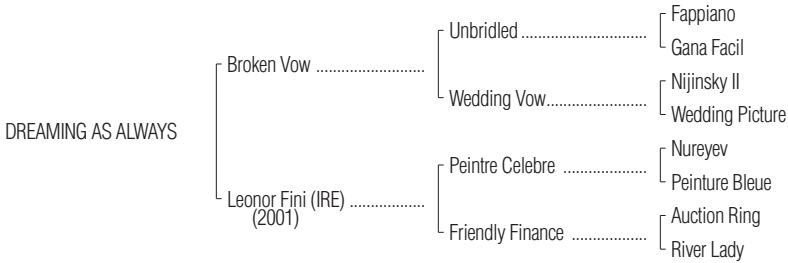 Fappiano
Unbridled ..............................
Gana Facil
Broken Vow ..........................
Nijinsky II
Wedding Vow........................
Wedding Picture
DREAMING AS ALWAYS
Nureyev
Peintre Celebre ....................
Peinture Bleue
Leonor Fini (IRE) ..................
(2001)
Auction Ring
Friendly Finance ..................
River Lady